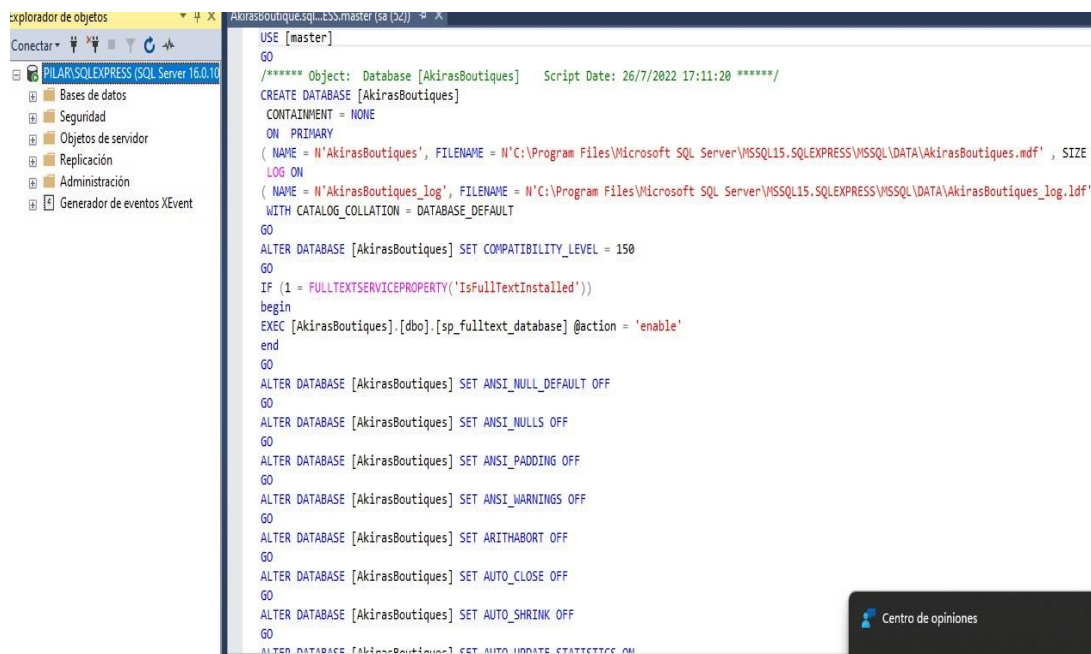 Explorador de objetos
Conectar
PILAR\SQLEXPRESS (SQL Server 16.0.10
Bases de datos
Seguridad
Objetos de servidor
Replicación
Administración
Generador de eventos XEvent
AkirasBoutique.sql...ESS.master (sa (52))
USE [master]
GO
/****** Object: Database [AkirasBoutiques] Script Date: 26/7/2022 17:11:20 ******/
CREATE DATABASE [AkirasBoutiques]
CONTAINMENT = NONE
ON PRIMARY
( NAME = N'AkirasBoutiques', FILENAME = N'C:\Program Files\Microsoft SQL Server\MSSQL15.SQLEXPRESS\MSSQL\DATA\AkirasBoutiques.mdf' , SIZE
LOG ON
( NAME = N'AkirasBoutiques_log', FILENAME = N'C:\Program Files\Microsoft SQL Server\MSSQL15.SQLEXPRESS\MSSQL\DATA\AkirasBoutiques_log.ldf'
WITH CATALOG_COLLATION = DATABASE_DEFAULT
GO
ALTER DATABASE [AkirasBoutiques] SET COMPATIBILITY_LEVEL = 150
GO
IF (1 = FULLTEXTSERVICEPROPERTY('IsFullTextInstalled'))
begin
EXEC [AkirasBoutiques].[dbo].[sp_fulltext_database] @action = 'enable'
end
GO
ALTER DATABASE [AkirasBoutiques] SET ANSI_NULL_DEFAULT OFF
GO
ALTER DATABASE [AkirasBoutiques] SET ANSI_NULLS OFF
GO
ALTER DATABASE [AkirasBoutiques] SET ANSI_PADDING OFF
GO
ALTER DATABASE [AkirasBoutiques] SET ANSI_WARNINGS OFF
GO
ALTER DATABASE [AkirasBoutiques] SET ARITHABORT OFF
GO
ALTER DATABASE [AkirasBoutiques] SET AUTO_CLOSE OFF
GO
ALTER DATABASE [AkirasBoutiques] SET AUTO_SHRINK OFF
GO
ALTER DATABASE [AkirasBoutiques] SET AUTO_UPDATE_STATISTICS ON
Centro de opiniones